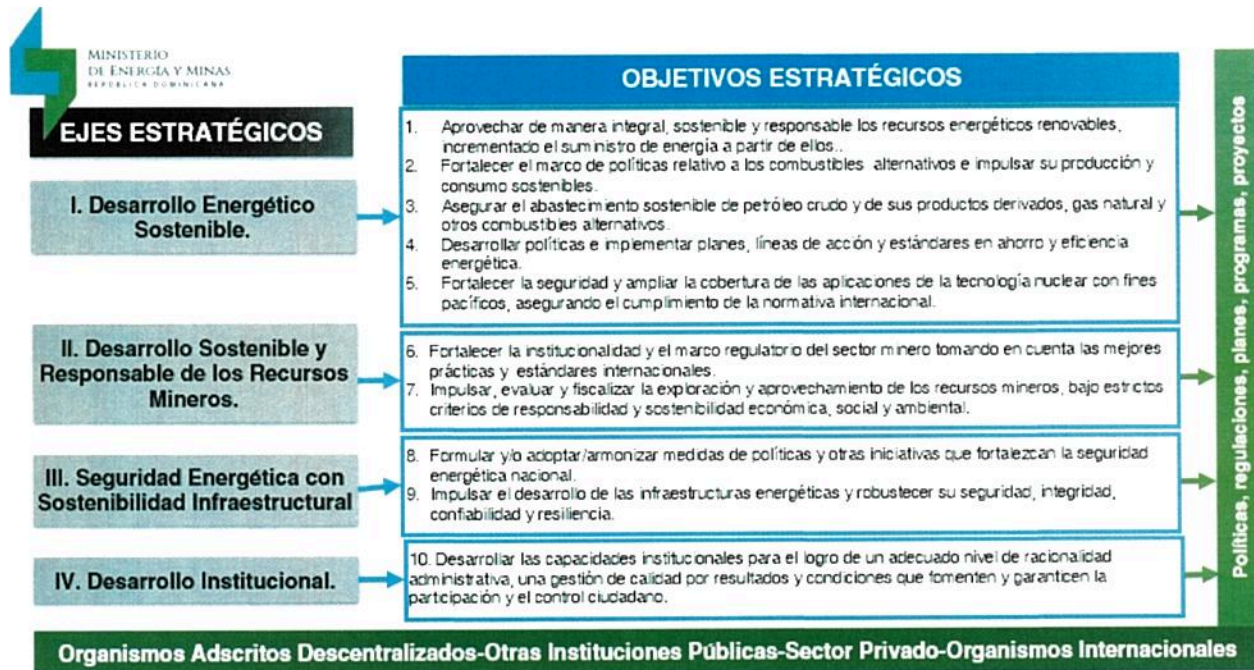 MINISTERIO
DE ENERGÍA Y MINAS
REPÚBLICA DOMINICANA
EJES ESTRATÉGICOS
OBJETIVOS ESTRATÉGICOS
I. Desarrollo Energético
Sostenible.
1. Aprovechar de manera integral, sostenible y responsable los recursos energéticos renovables,
incrementado el suministro de energía a partir de ellos..
2. Fortalecer el marco de políticas relativo a los combustibles alternativos e impulsar su producción y
consumo sostenibles.
3. Asegurar el abastecimiento sostenible de petróleo crudo y de sus productos derivados, gas natural y
otros combustibles alternativos.
4. Desarrollar políticas e implementar planes, líneas de acción y estándares en ahorro y eficiencia
energética.
5. Fortalecer la seguridad y ampliar la cobertura de las aplicaciones de la tecnología nuclear con fines
pacíficos, asegurando el cumplimiento de la normativa internacional.
II. Desarrollo Sostenible y
Responsable de los Recursos
Mineros.
6. Fortalecer la institucionalidad y el marco regulatorio del sector minero tomando en cuenta las mejores
prácticas y estándares internacionales.
7. Impulsar, evaluar y fiscalizar la exploración y aprovechamiento de los recursos mineros, bajo estrictos
criterios de responsabilidad y sostenibilidad económica, social y ambiental.
III. Seguridad Energética con
Sostenibilidad Infraestructural
8. Formular y/o adoptar/armonizar medidas de políticas y otras iniciativas que fortalezcan la seguridad
energética nacional.
9. Impulsar el desarrollo de las infraestructuras energéticas y robustecer su seguridad, integridad,
confiabilidad y resiliencia.
IV. Desarrollo Institucional.
10. Desarrollar las capacidades institucionales para el logro de un adecuado nivel de racionalidad
administrativa, una gestión de calidad por resultados y condiciones que fomenten y garanticen la
participación y el control ciudadano.
Políticas, regulaciones, planes, programas, proyectos
Organismos Adscritos Descentralizados-Otras Instituciones Públicas-Sector Privado-Organismos Internacionales